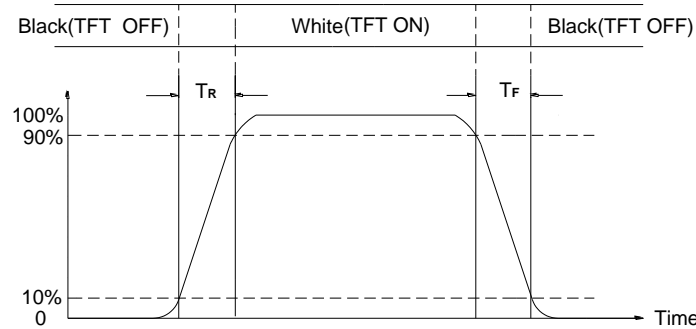 Black(TFT OFF) White(TFT ON) Black(TFT OFF)
TR TF
100%
90%
10%
0
Time